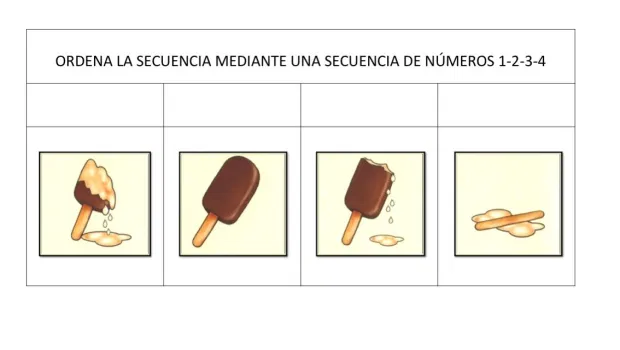 ORDENA LA SECUENCIA MEDIANTE UNA SECUENCIA DE NÚMEROS 1-2-3-4